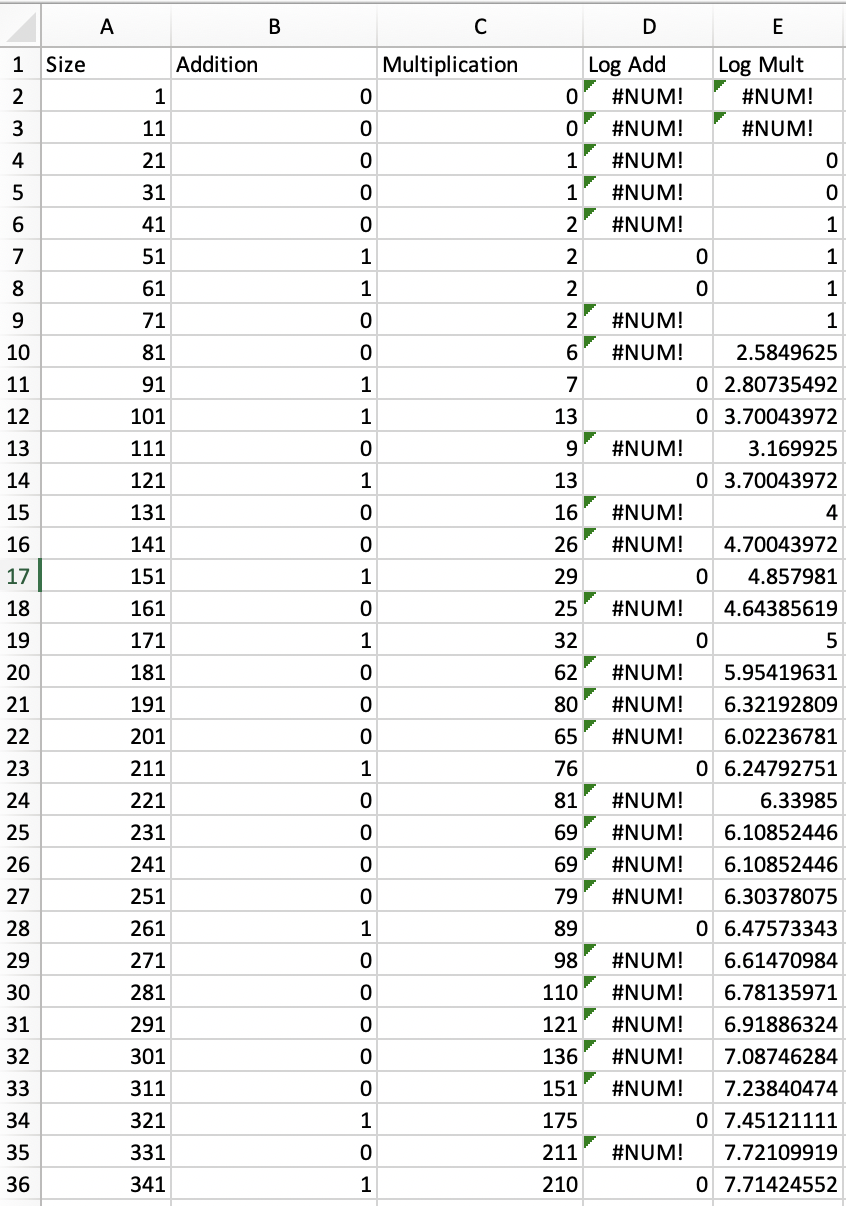 A B C D E
1 Size Addition Multiplication Log Add Log Mult
2 1 0 0 #NUM! #NUM!
3 11 0 0 #NUM! #NUM!
4 21 0 1 #NUM! 0
5 31 0 1 #NUM! 0
6 41 0 2 #NUM! 1
7 51 1 2 0 1
8 61 1 2 0 1
9 71 0 2 #NUM! 1
10 81 0 6 #NUM! 2.5849625
11 91 1 7 0 2.80735492
12 101 1 13 0 3.70043972
13 111 0 9 #NUM! 3.169925
14 121 1 13 0 3.70043972
15 131 0 16 #NUM! 4
16 141 0 26 #NUM! 4.70043972
17 151 1 29 0 4.857981
18 161 0 25 #NUM! 4.64385619
19 171 1 32 0 5
20 181 0 62 #NUM! 5.95419631
21 191 0 80 #NUM! 6.32192809
22 201 0 65 #NUM! 6.02236781
23 211 1 76 0 6.24792751
24 221 0 81 #NUM! 6.33985
25 231 0 69 #NUM! 6.10852446
26 241 0 69 #NUM! 6.10852446
27 251 0 79 #NUM! 6.30378075
28 261 1 89 0 6.47573343
29 271 0 98 #NUM! 6.61470984
30 281 0 110 #NUM! 6.78135971
31 291 0 121 #NUM! 6.91886324
32 301 0 136 #NUM! 7.08746284
33 311 0 151 #NUM! 7.23840474
34 321 1 175 0 7.45121111
35 331 0 211 #NUM! 7.72109919
36 341 1 210 0 7.71424552